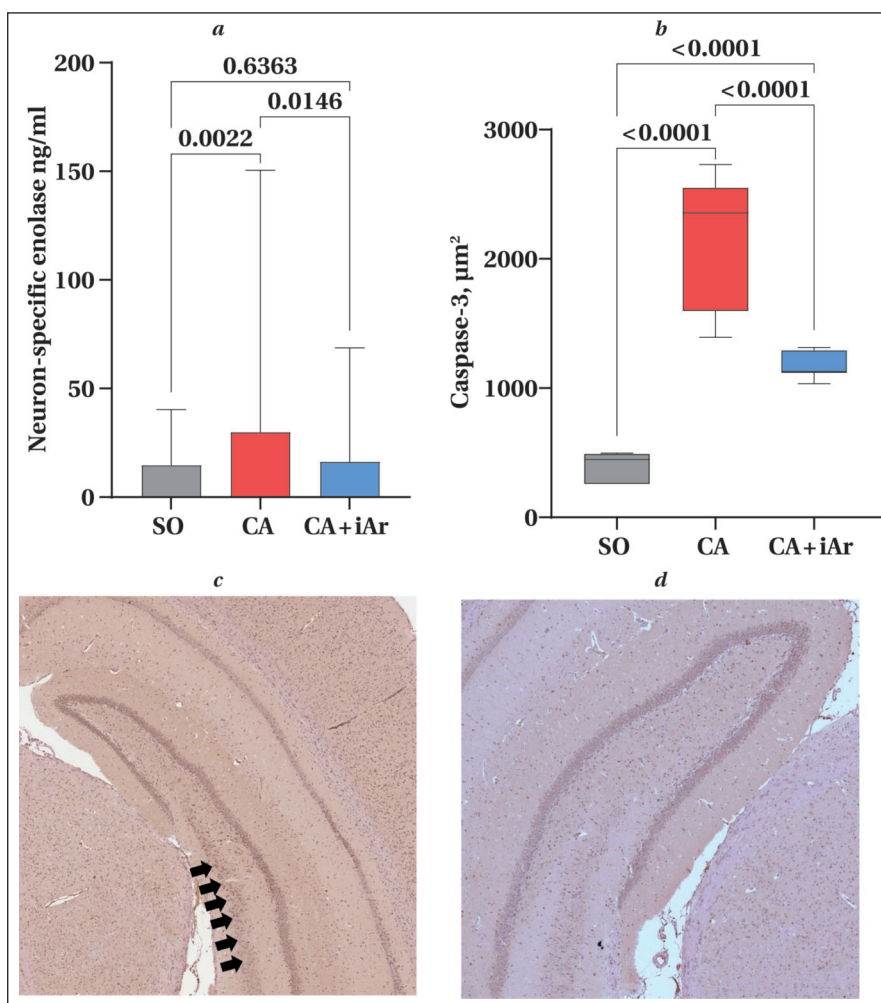 a
200
0.6363
0.0146
0.0022
150
100
50
0
Neuron-specific enolase ng/ml
SO CA CA+iAr
b
<0.0001
<0.0001
<0.0001
3000
2000
1000
0
Caspase-3, µm²
SO CA CA+iAr
c
d